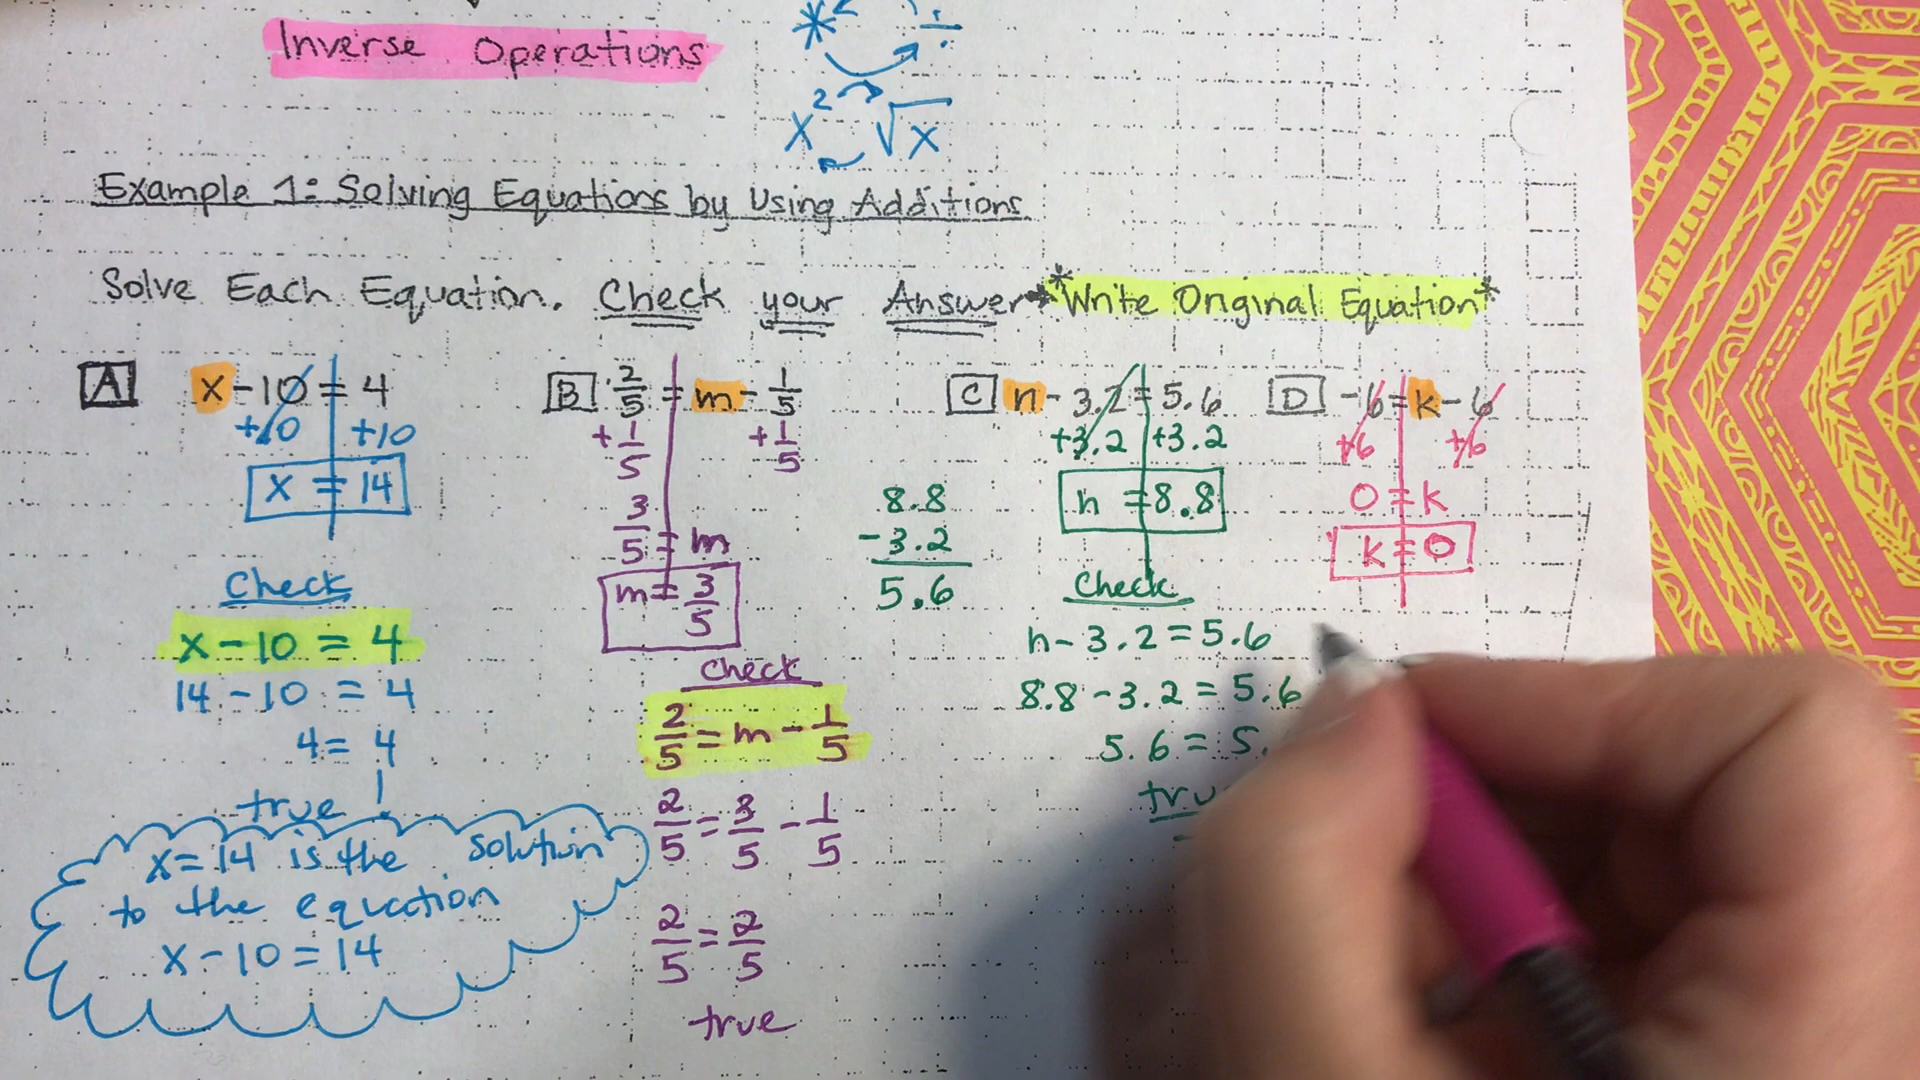 Inverse Operations
* ÷
x² √x
Example 1: Solving Equations by Using Additions
Solve Each Equation. Check your Answer *Write Original Equation*
A x - 10 = 4
+10 +10
x = 14
Check
x - 10 = 4
14 - 10 = 4
4 = 4
true
x = 14 is the solution
to the equation
x - 10 = 14
B 2/5 = m - 1/5
+ 1/5 + 1/5
3/5 = m
m = 3/5
Check
2/5 = m - 1/5
2/5 = 3/5 - 1/5
2/5 = 2/5
true
C n - 3.2 = 5.6
+3.2 +3.2
n = 8.8
8.8
- 3.2
5.6
Check
n - 3.2 = 5.6
8.8 - 3.2 = 5.6
5.6 = 5.
tru
D -6 = k - 6
+6 +6
0 = k
k = 0